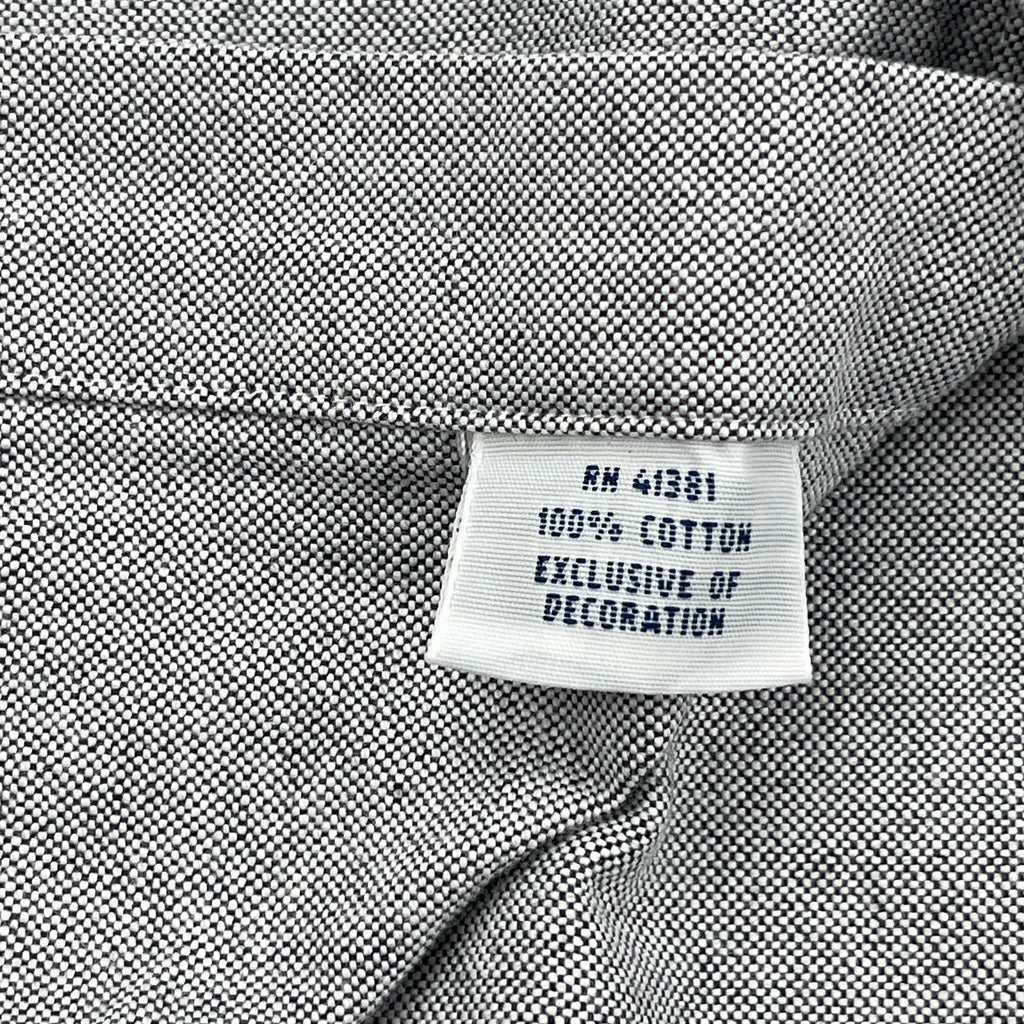 RN 41381
100% COTTON
EXCLUSIVE OF
DECORATION